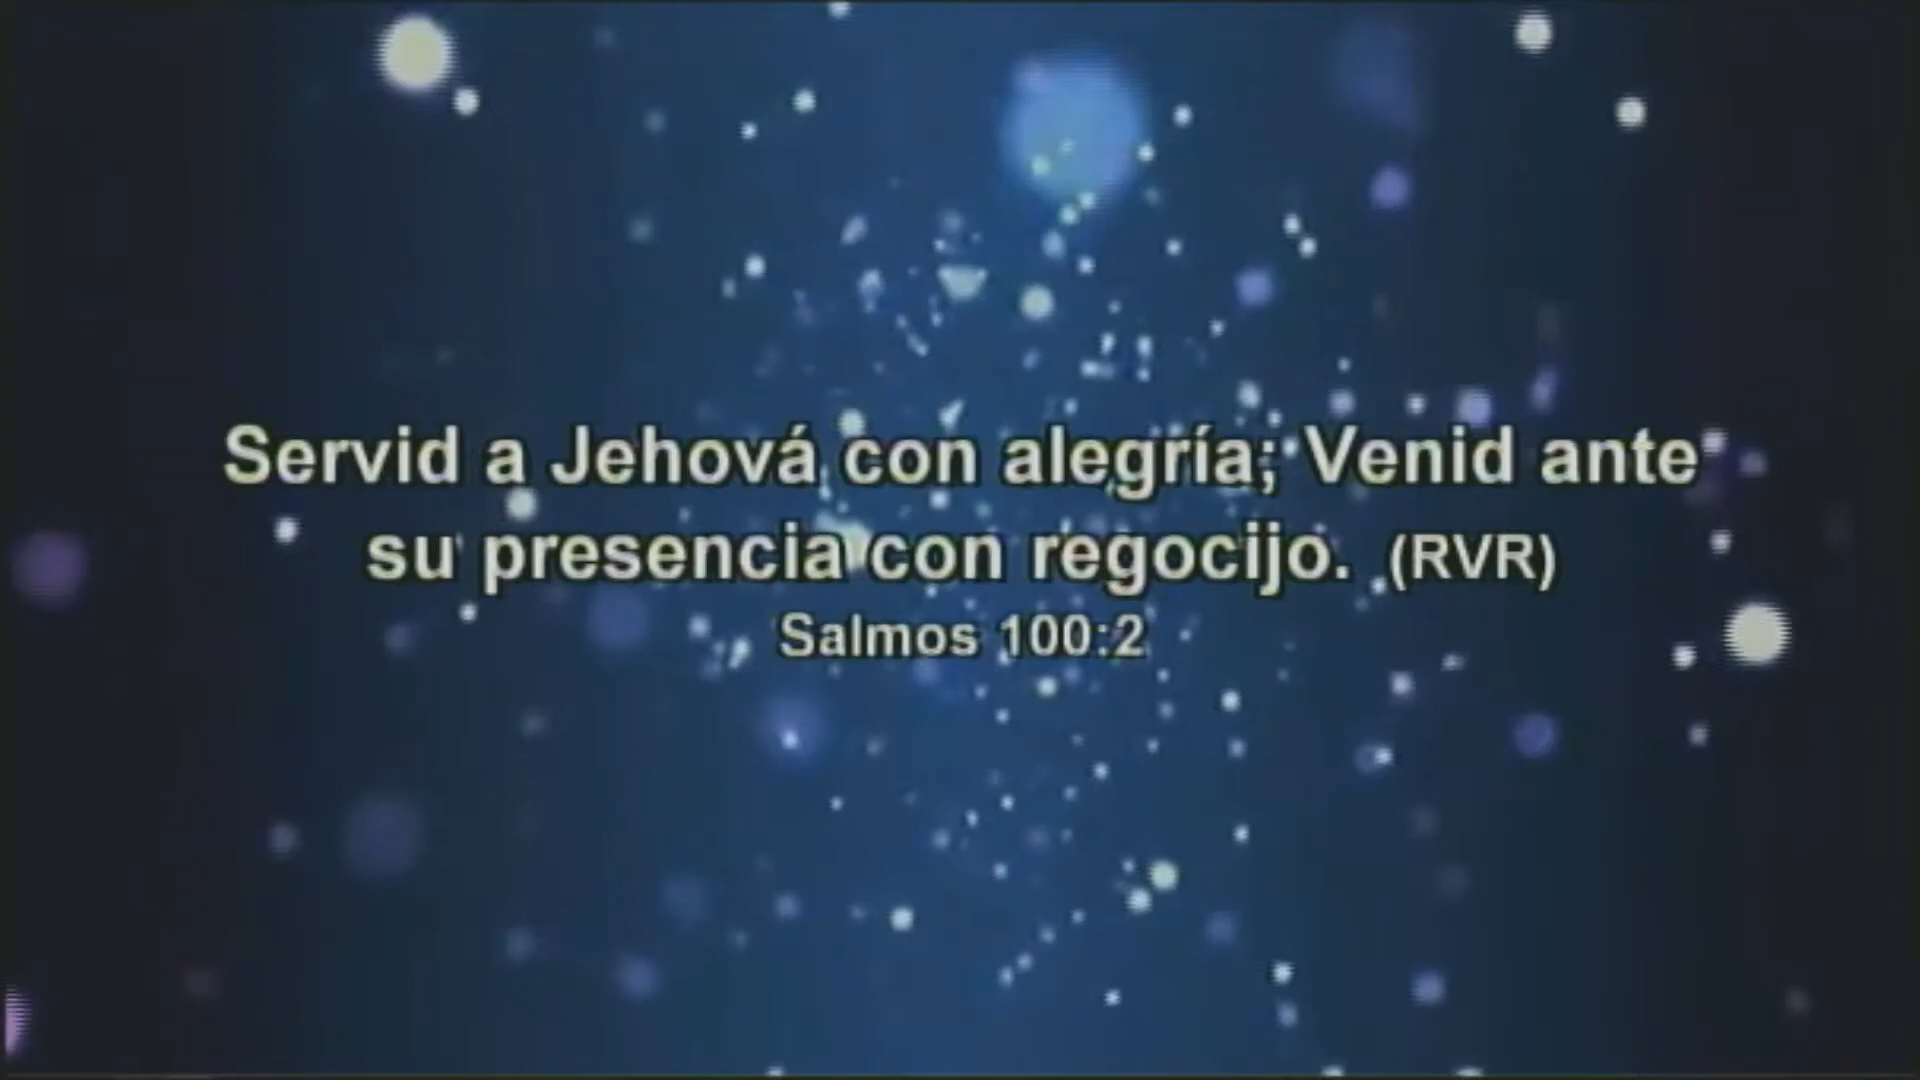 Servid a Jehová con alegría; Venid ante
su presencia con regocijo. (RVR)
Salmos 100:2